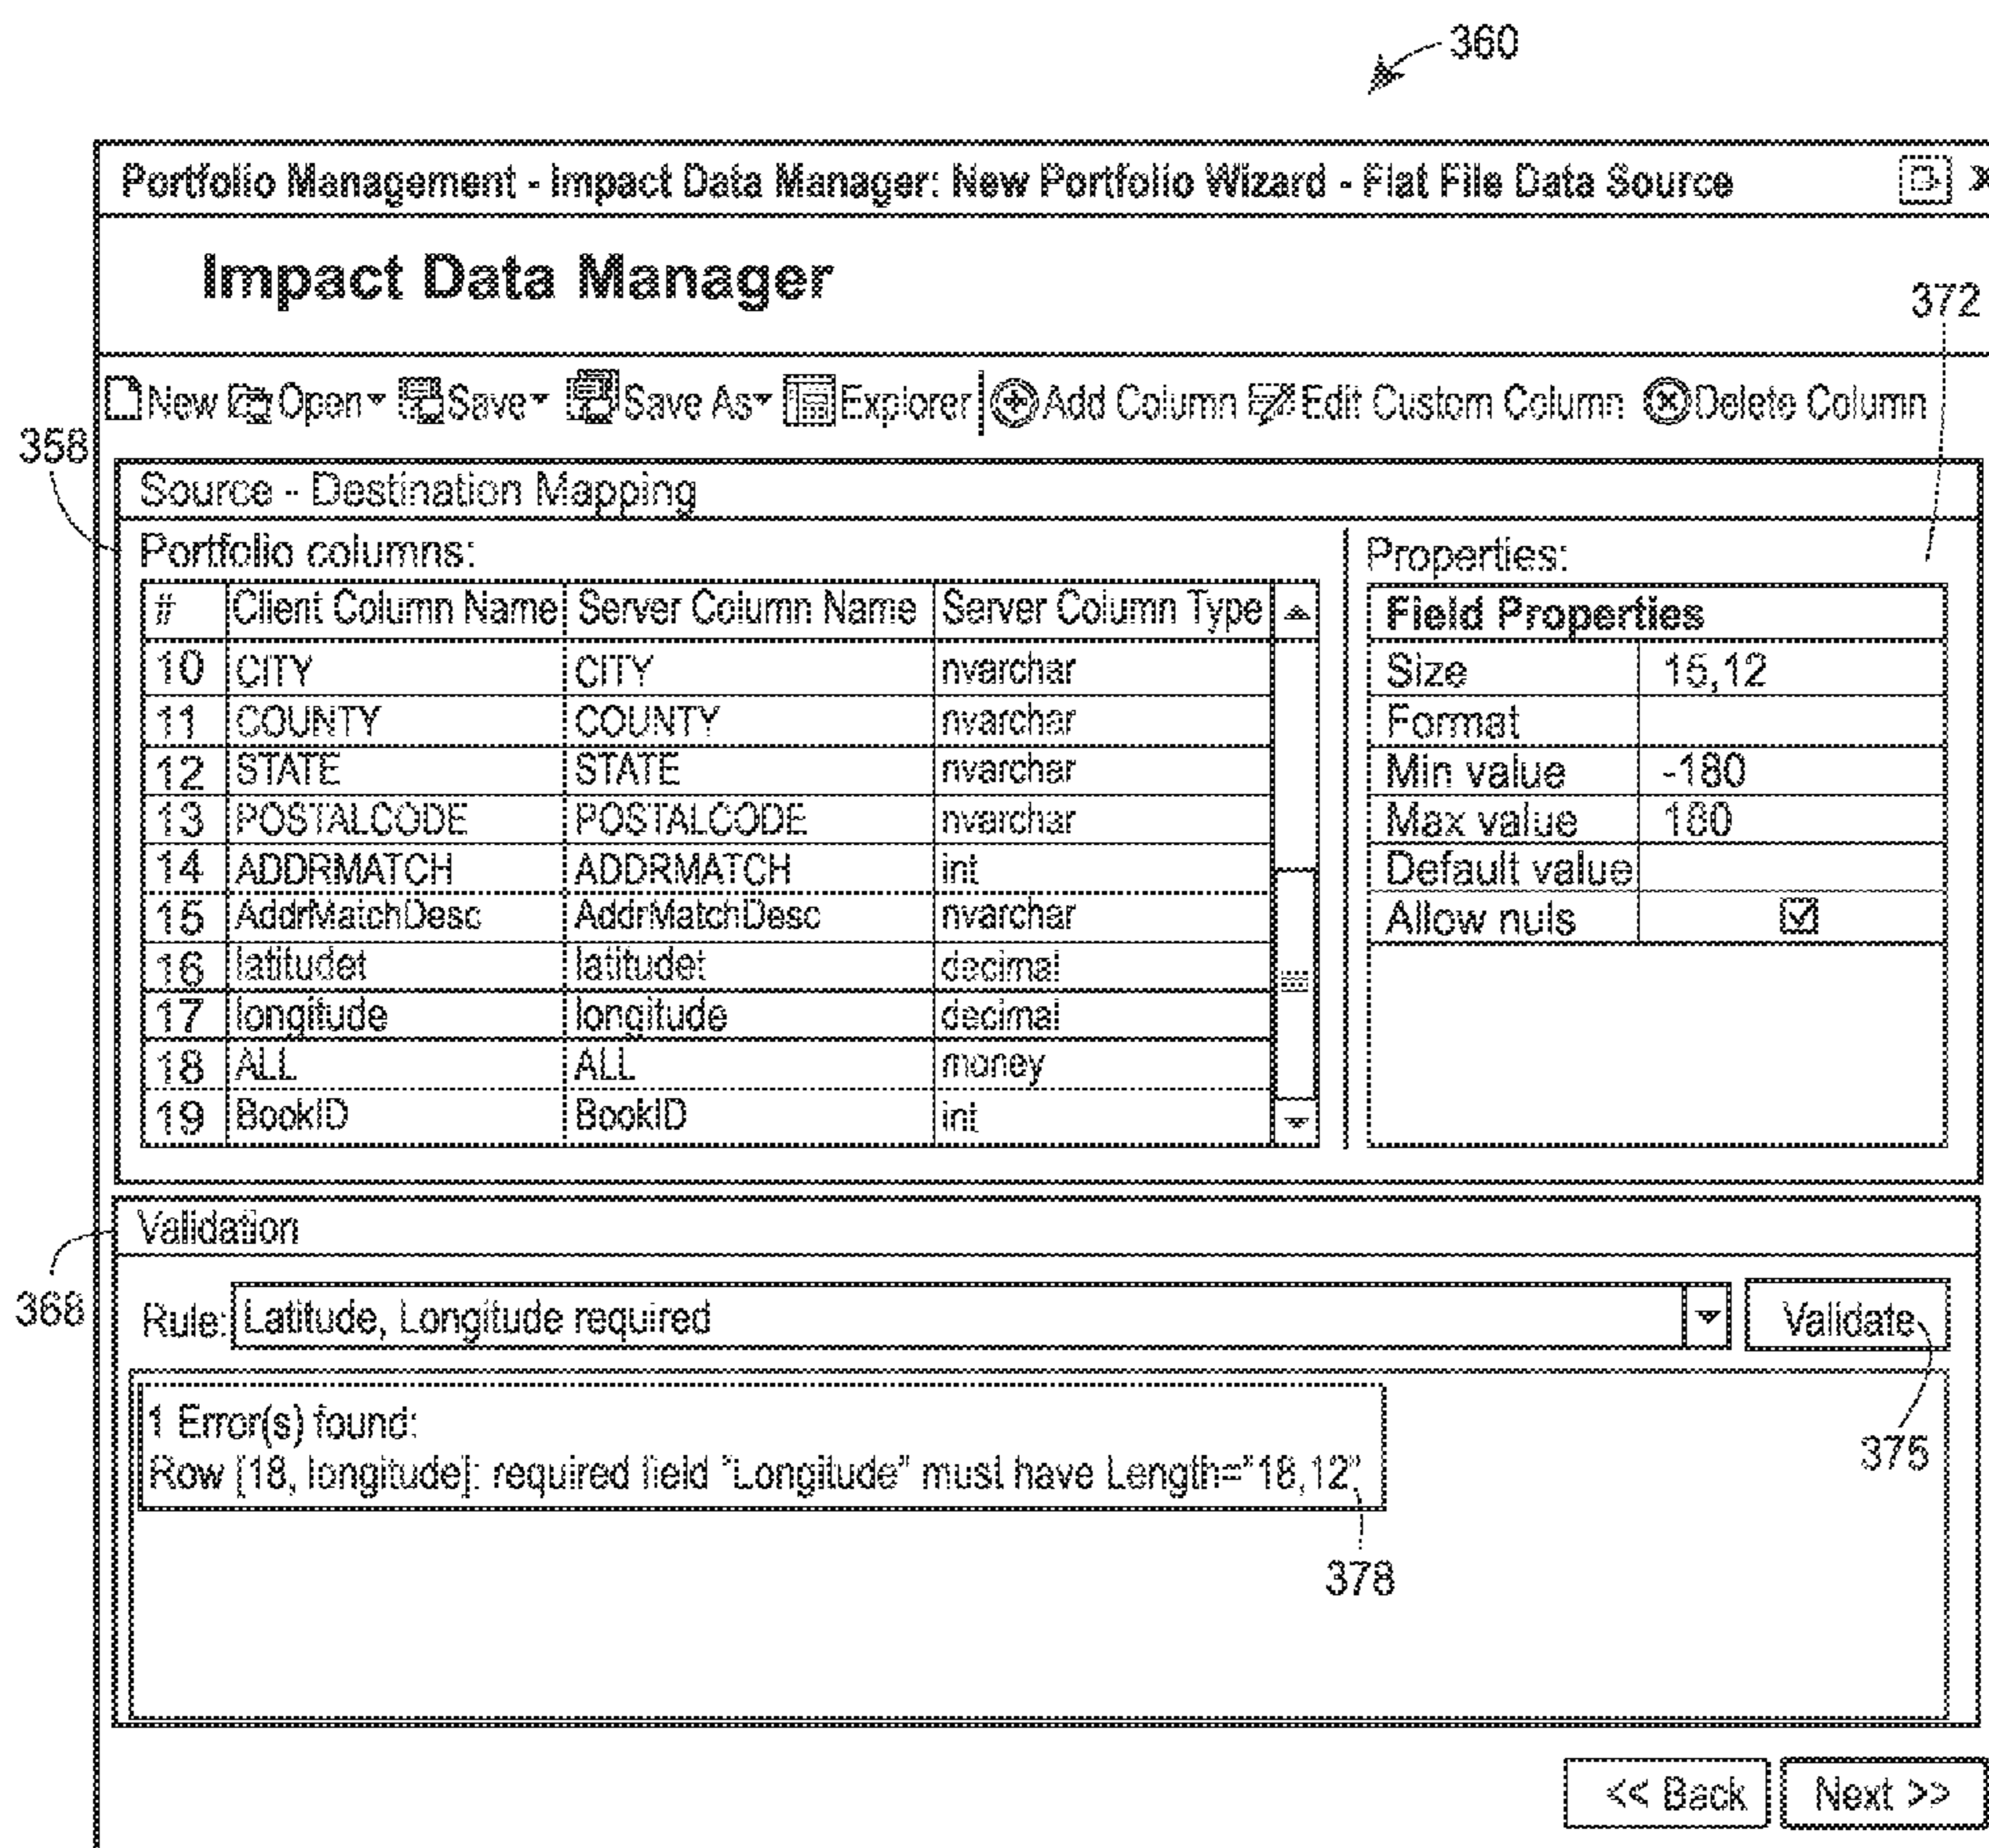 360
Portfolio Management - Impact Data Manager: New Portfolio Wizard - Flat File Data Source
Impact Data Manager
372
New Open Save Save As Explorer Add Column Edit Custom Column Delete Column
358
Source - Destination Mapping
Portfolio columns:
# Client Column Name Server Column Name Server Column Type
10 CITY CITY nvarchar
11 COUNTY COUNTY nvarchar
12 STATE STATE nvarchar
13 POSTALCODE POSTALCODE nvarchar
14 ADDRMATCH ADDRMATCH int
15 AddrMatchDesc AddrMatchDesc nvarchar
16 latitudet latitudet decimal
17 longitude longitude decimal
18 ALL ALL money
19 BookID BookID int
Properties:
Field Properties
Size 15,12
Format
Min value -180
Max value 180
Default value
Allow nuls
Validation
368
Rule: Latitude, Longitude required
Validate
375
1 Error(s) found:
Row [18, longitude]: required field "Longitude" must have Length="18,12".
378
<< Back Next >>